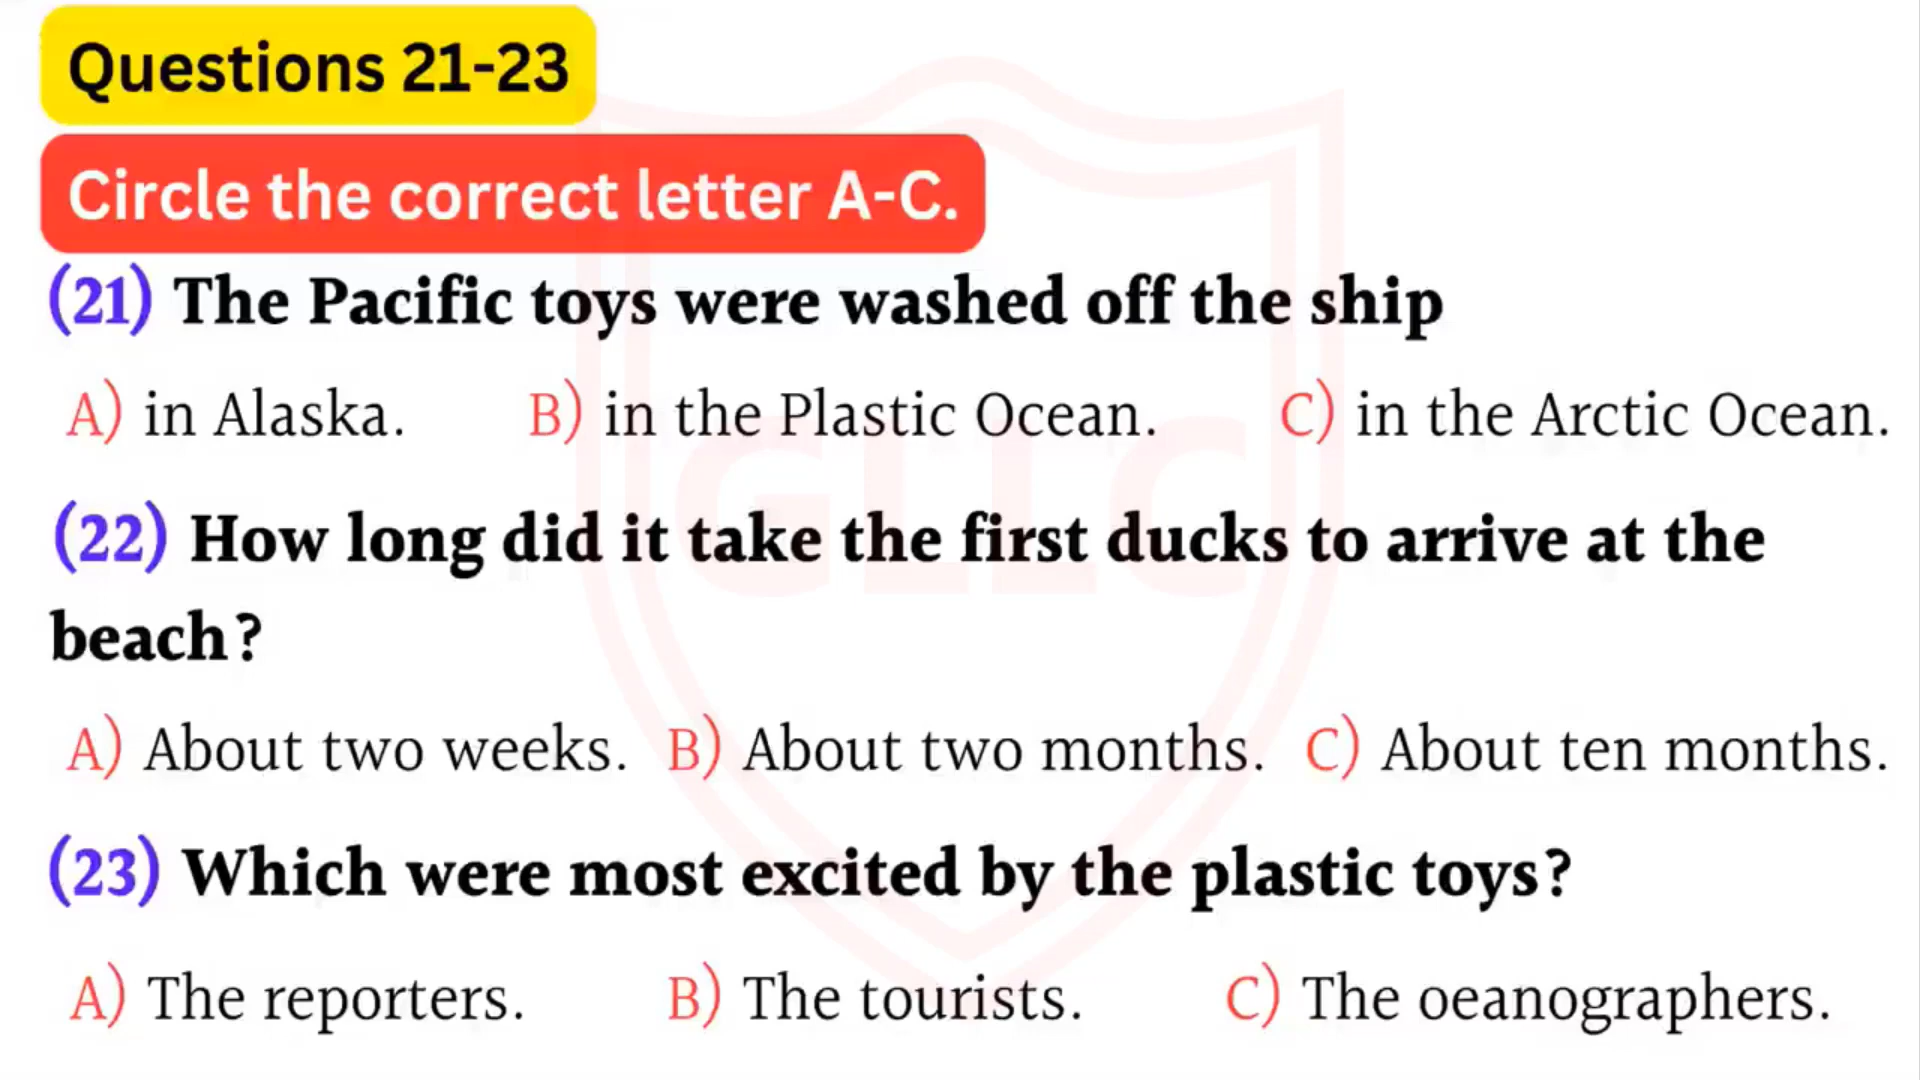 Questions 21-23
Circle the correct letter A-C.
(21) The Pacific toys were washed off the ship
A) in Alaska. B) in the Plastic Ocean. C) in the Arctic Ocean.
(22) How long did it take the first ducks to arrive at the
beach?
A) About two weeks. B) About two months. C) About ten months.
(23) Which were most excited by the plastic toys?
A) The reporters. B) The tourists. C) The oeanographers.
GLLC